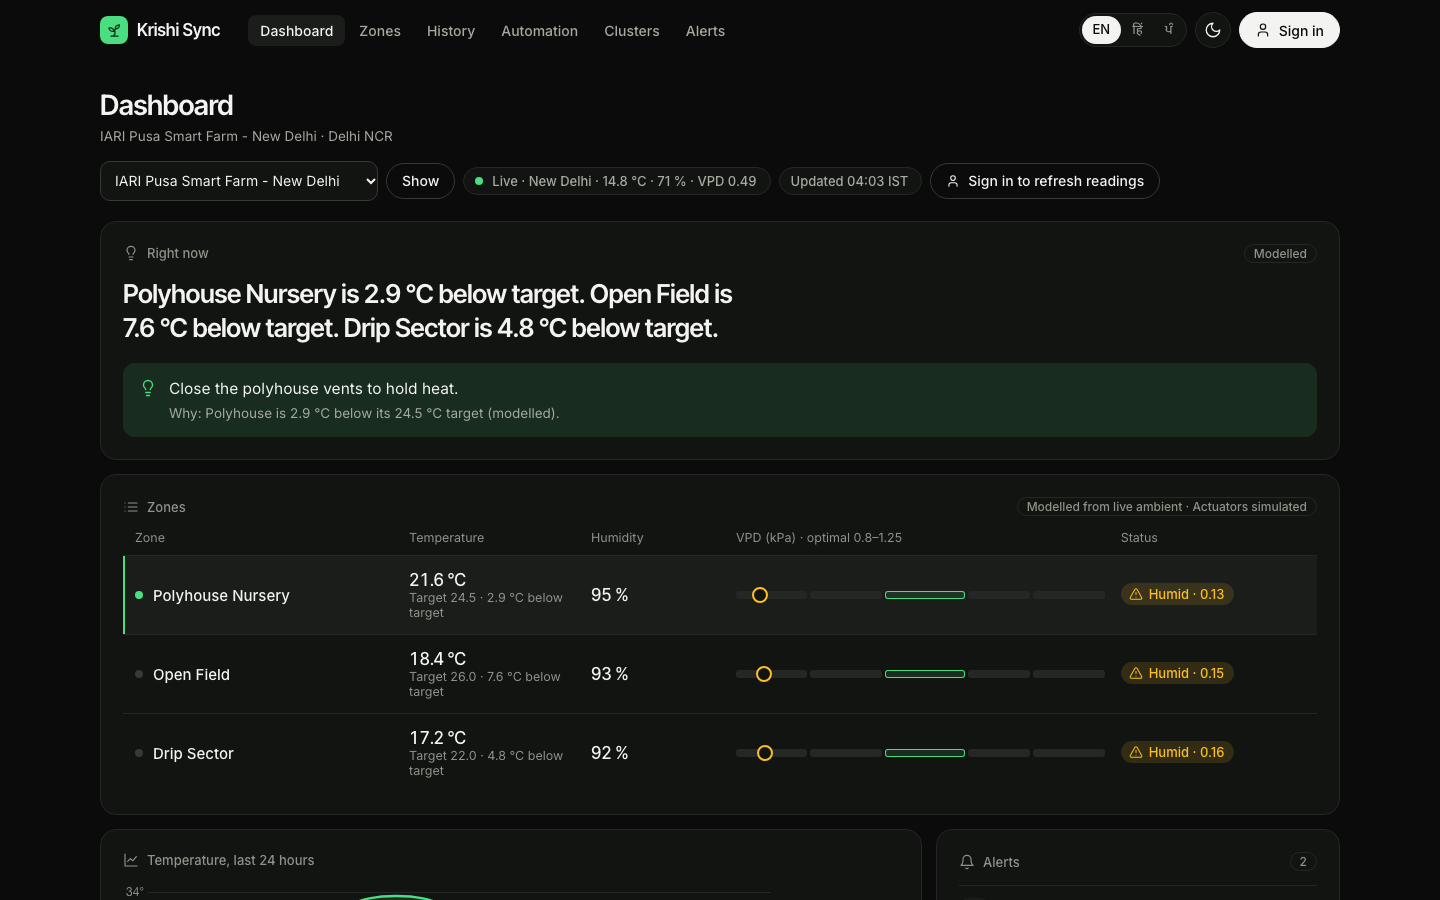 Krishi Sync
Dashboard
Zones
History
Automation
Clusters
Alerts
EN
हिं
ਪੰ
Sign in
Dashboard
IARI Pusa Smart Farm - New Delhi · Delhi NCR
IARI Pusa Smart Farm - New Delhi
Show
Live · New Delhi · 14.8 °C · 71 % · VPD 0.49
Updated 04:03 IST
Sign in to refresh readings
Right now
Modelled
Polyhouse Nursery is 2.9 °C below target. Open Field is
7.6 °C below target. Drip Sector is 4.8 °C below target.
Close the polyhouse vents to hold heat.
Why: Polyhouse is 2.9 °C below its 24.5 °C target (modelled).
Zones
Modelled from live ambient · Actuators simulated
Zone
Temperature
Humidity
VPD (kPa) · optimal 0.8–1.25
Status
Polyhouse Nursery
21.6 °C
Target 24.5 · 2.9 °C below
target
95 %
Humid · 0.13
Open Field
18.4 °C
Target 26.0 · 7.6 °C below
target
93 %
Humid · 0.15
Drip Sector
17.2 °C
Target 22.0 · 4.8 °C below
target
92 %
Humid · 0.16
Temperature, last 24 hours
34°
Alerts
2